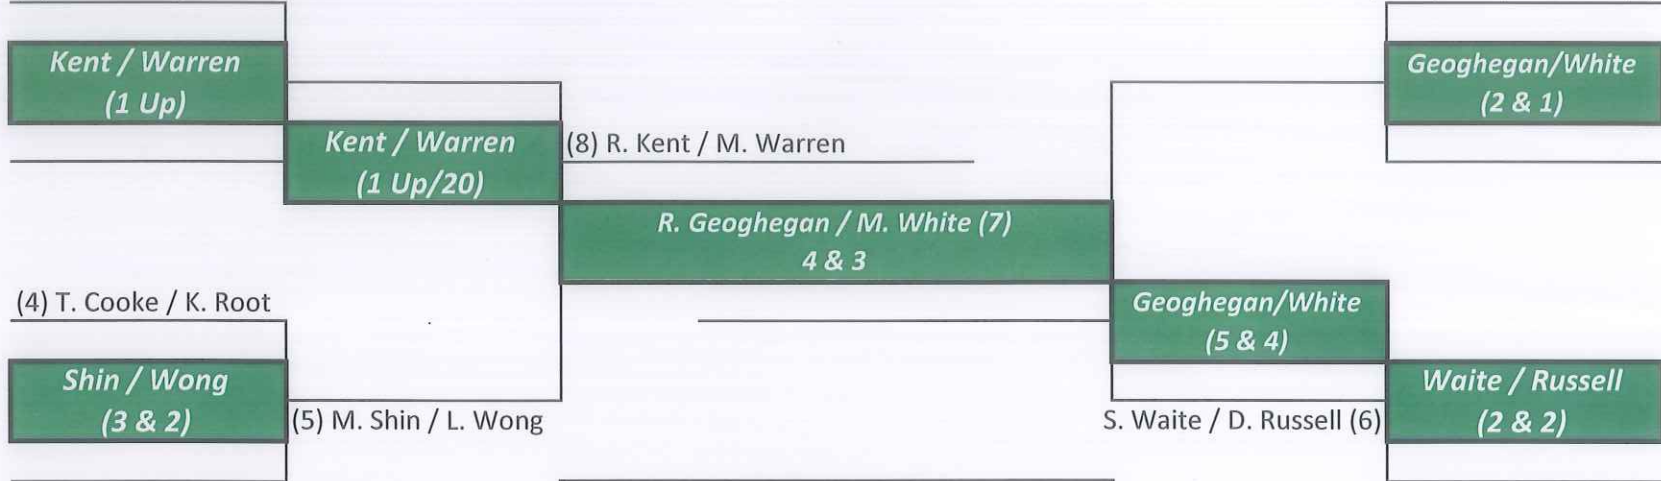 Kent / Warren
(1 Up)
Geoghegan/White
(2 & 1)
Kent / Warren
(1 Up/20)
(8) R. Kent / M. Warren
R. Geoghegan / M. White (7)
4 & 3
(4) T. Cooke / K. Root
Geoghegan/White
(5 & 4)
Shin / Wong
(3 & 2)
(5) M. Shin / L. Wong
S. Waite / D. Russell (6)
Waite / Russell
(2 & 2)